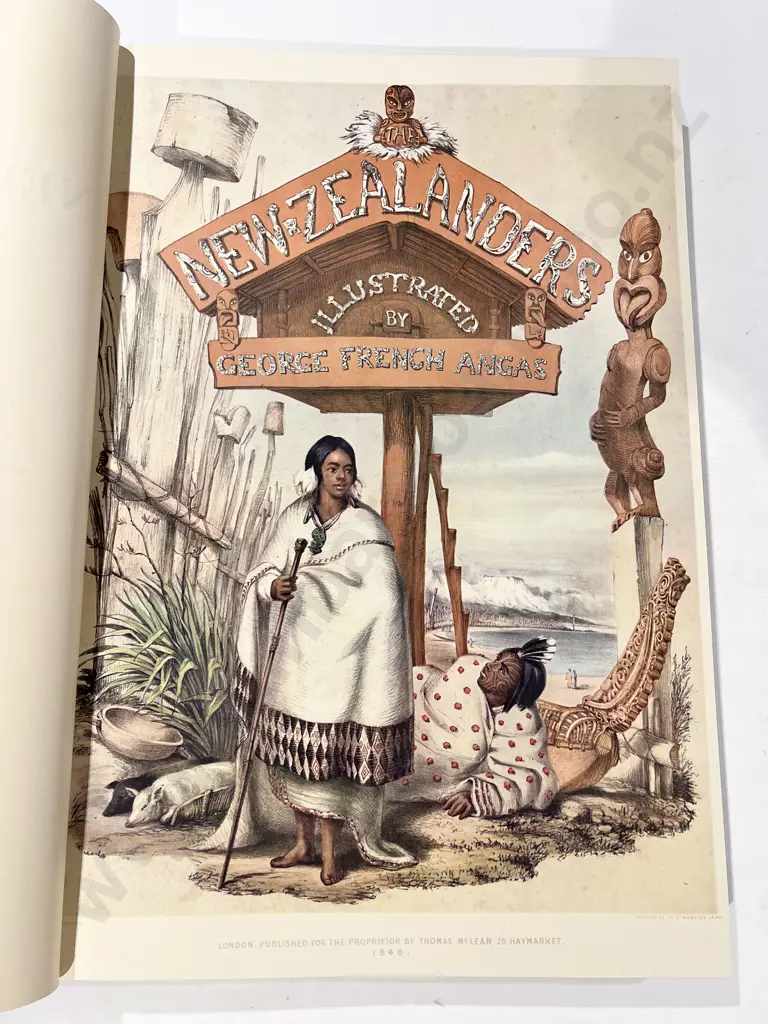 THE
NEW-ZEALANDERS
ILLUSTRATED
BY
GEORGE FRENCH ANGAS
LONDON. PUBLISHED FOR THE PROPRIETOR BY THOMAS McLEAN 26, HAYMARKET.
1846.